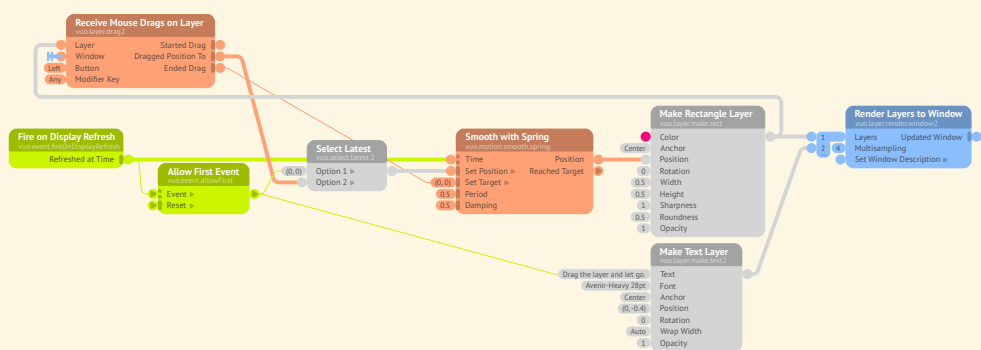 Receive Mouse Drags on Layer
vuo.layer.drag2
Layer Started Drag
Window Dragged Position To
Left Button Ended Drag
Any Modifier Key
Fire on Display Refresh
vuo.event.fireOnDisplayRefresh
Refreshed at Time
Allow First Event
vuo.event.allowFirst
Event
Reset
Select Latest
vuo.select.latest.2
(0,0) Option 1
Option 2
Smooth with Spring
vuo.motion.smooth.spring
Time Position
Set Position Reached Target
(0,0) Set Target
0.5 Period
0.5 Damping
Make Rectangle Layer
vuo.layer.make.rect
Color
Center Anchor
Position
0 Rotation
0.5 Width
0.5 Height
1 Sharpness
0.5 Roundness
1 Opacity
Make Text Layer
vuo.layer.make.text2
Drag the layer and let go. Text
Avenir-Heavy 28pt Font
Center Anchor
(0,-0.4) Position
0 Rotation
Auto Wrap Width
1 Opacity
Render Layers to Window
vuo.layer.render.window2
1 Layers Updated Window
2 4 Multisampling
Set Window Description